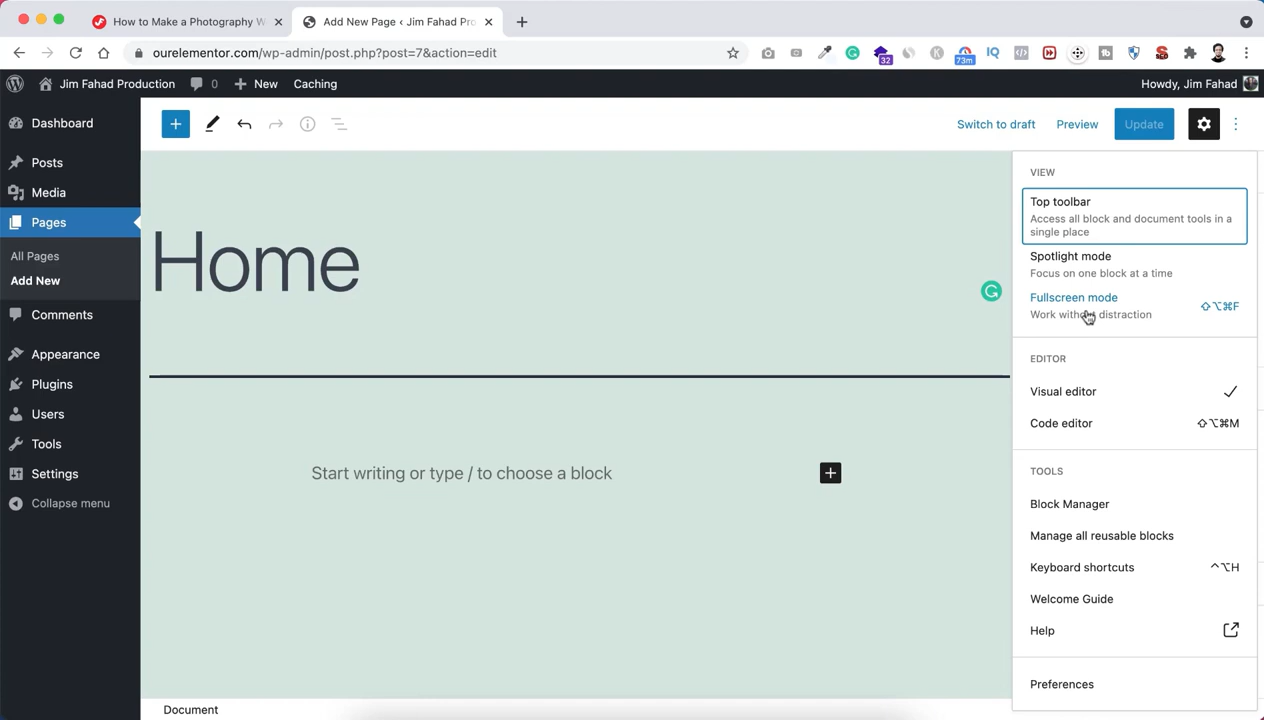 How to Make a Photography W
Add New Page ‹ Jim Fahad Pro
ourelementor.com/wp-admin/post.php?post=7&action=edit
32
73m
IQ
Jim Fahad Production
0
New
Caching
Howdy, Jim Fahad
Dashboard
Posts
Media
Pages
All Pages
Add New
Comments
Appearance
Plugins
Users
Tools
Settings
Collapse menu
Switch to draft
Preview
Update
Home
Start writing or type / to choose a block
Document
VIEW
Top toolbar
Access all block and document tools in a
single place
Spotlight mode
Focus on one block at a time
Fullscreen mode
⇧⌥⌘F
Work without distraction
EDITOR
Visual editor
Code editor
⇧⌥⌘M
TOOLS
Block Manager
Manage all reusable blocks
Keyboard shortcuts
⌃⌥H
Welcome Guide
Help
Preferences